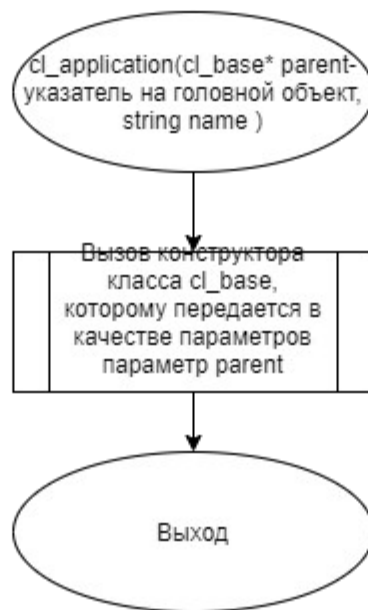 cl_application(cl_base* parent-
указатель на головной объект,
string name )
Вызов конструктора
класса cl_base,
которому передается в
качестве параметров
параметр parent
Выход